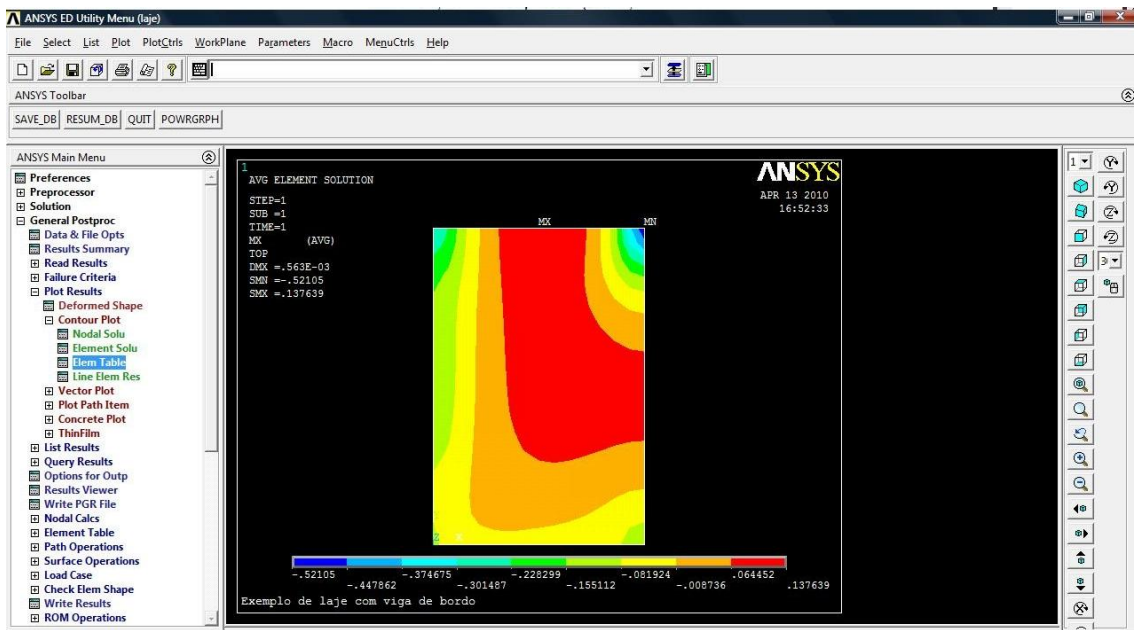 ANSYS ED Utility Menu (laje)
File Select List Plot PlotCtrls WorkPlane Parameters Macro MenuCtrls Help
ANSYS Toolbar
SAVE_DB RESUM_DB QUIT POWRGRPH
ANSYS Main Menu
Preferences
Preprocessor
Solution
General Postproc
Data & File Opts
Results Summary
Read Results
Failure Criteria
Plot Results
Deformed Shape
Contour Plot
Nodal Solu
Element Solu
Elem Table
Line Elem Res
Vector Plot
Plot Path Item
Concrete Plot
ThinFilm
List Results
Query Results
Options for Outp
Results Viewer
Write PGR File
Nodal Calcs
Element Table
Path Operations
Surface Operations
Load Case
Check Elem Shape
Write Results
ROM Operations
1
AVG ELEMENT SOLUTION
STEP=1
SUB =1
TIME=1
MX (AVG)
TOP
DMX =.563E-03
SMN =-.52105
SMX =.137639
ANSYS
APR 13 2010
16:52:33
MX MN
Z X
-.52105 -.374675 -.228299 -.081924 .064452
-.447862 -.301487 -.155112 -.008736 .137639
Exemplo de laje com viga de bordo
1